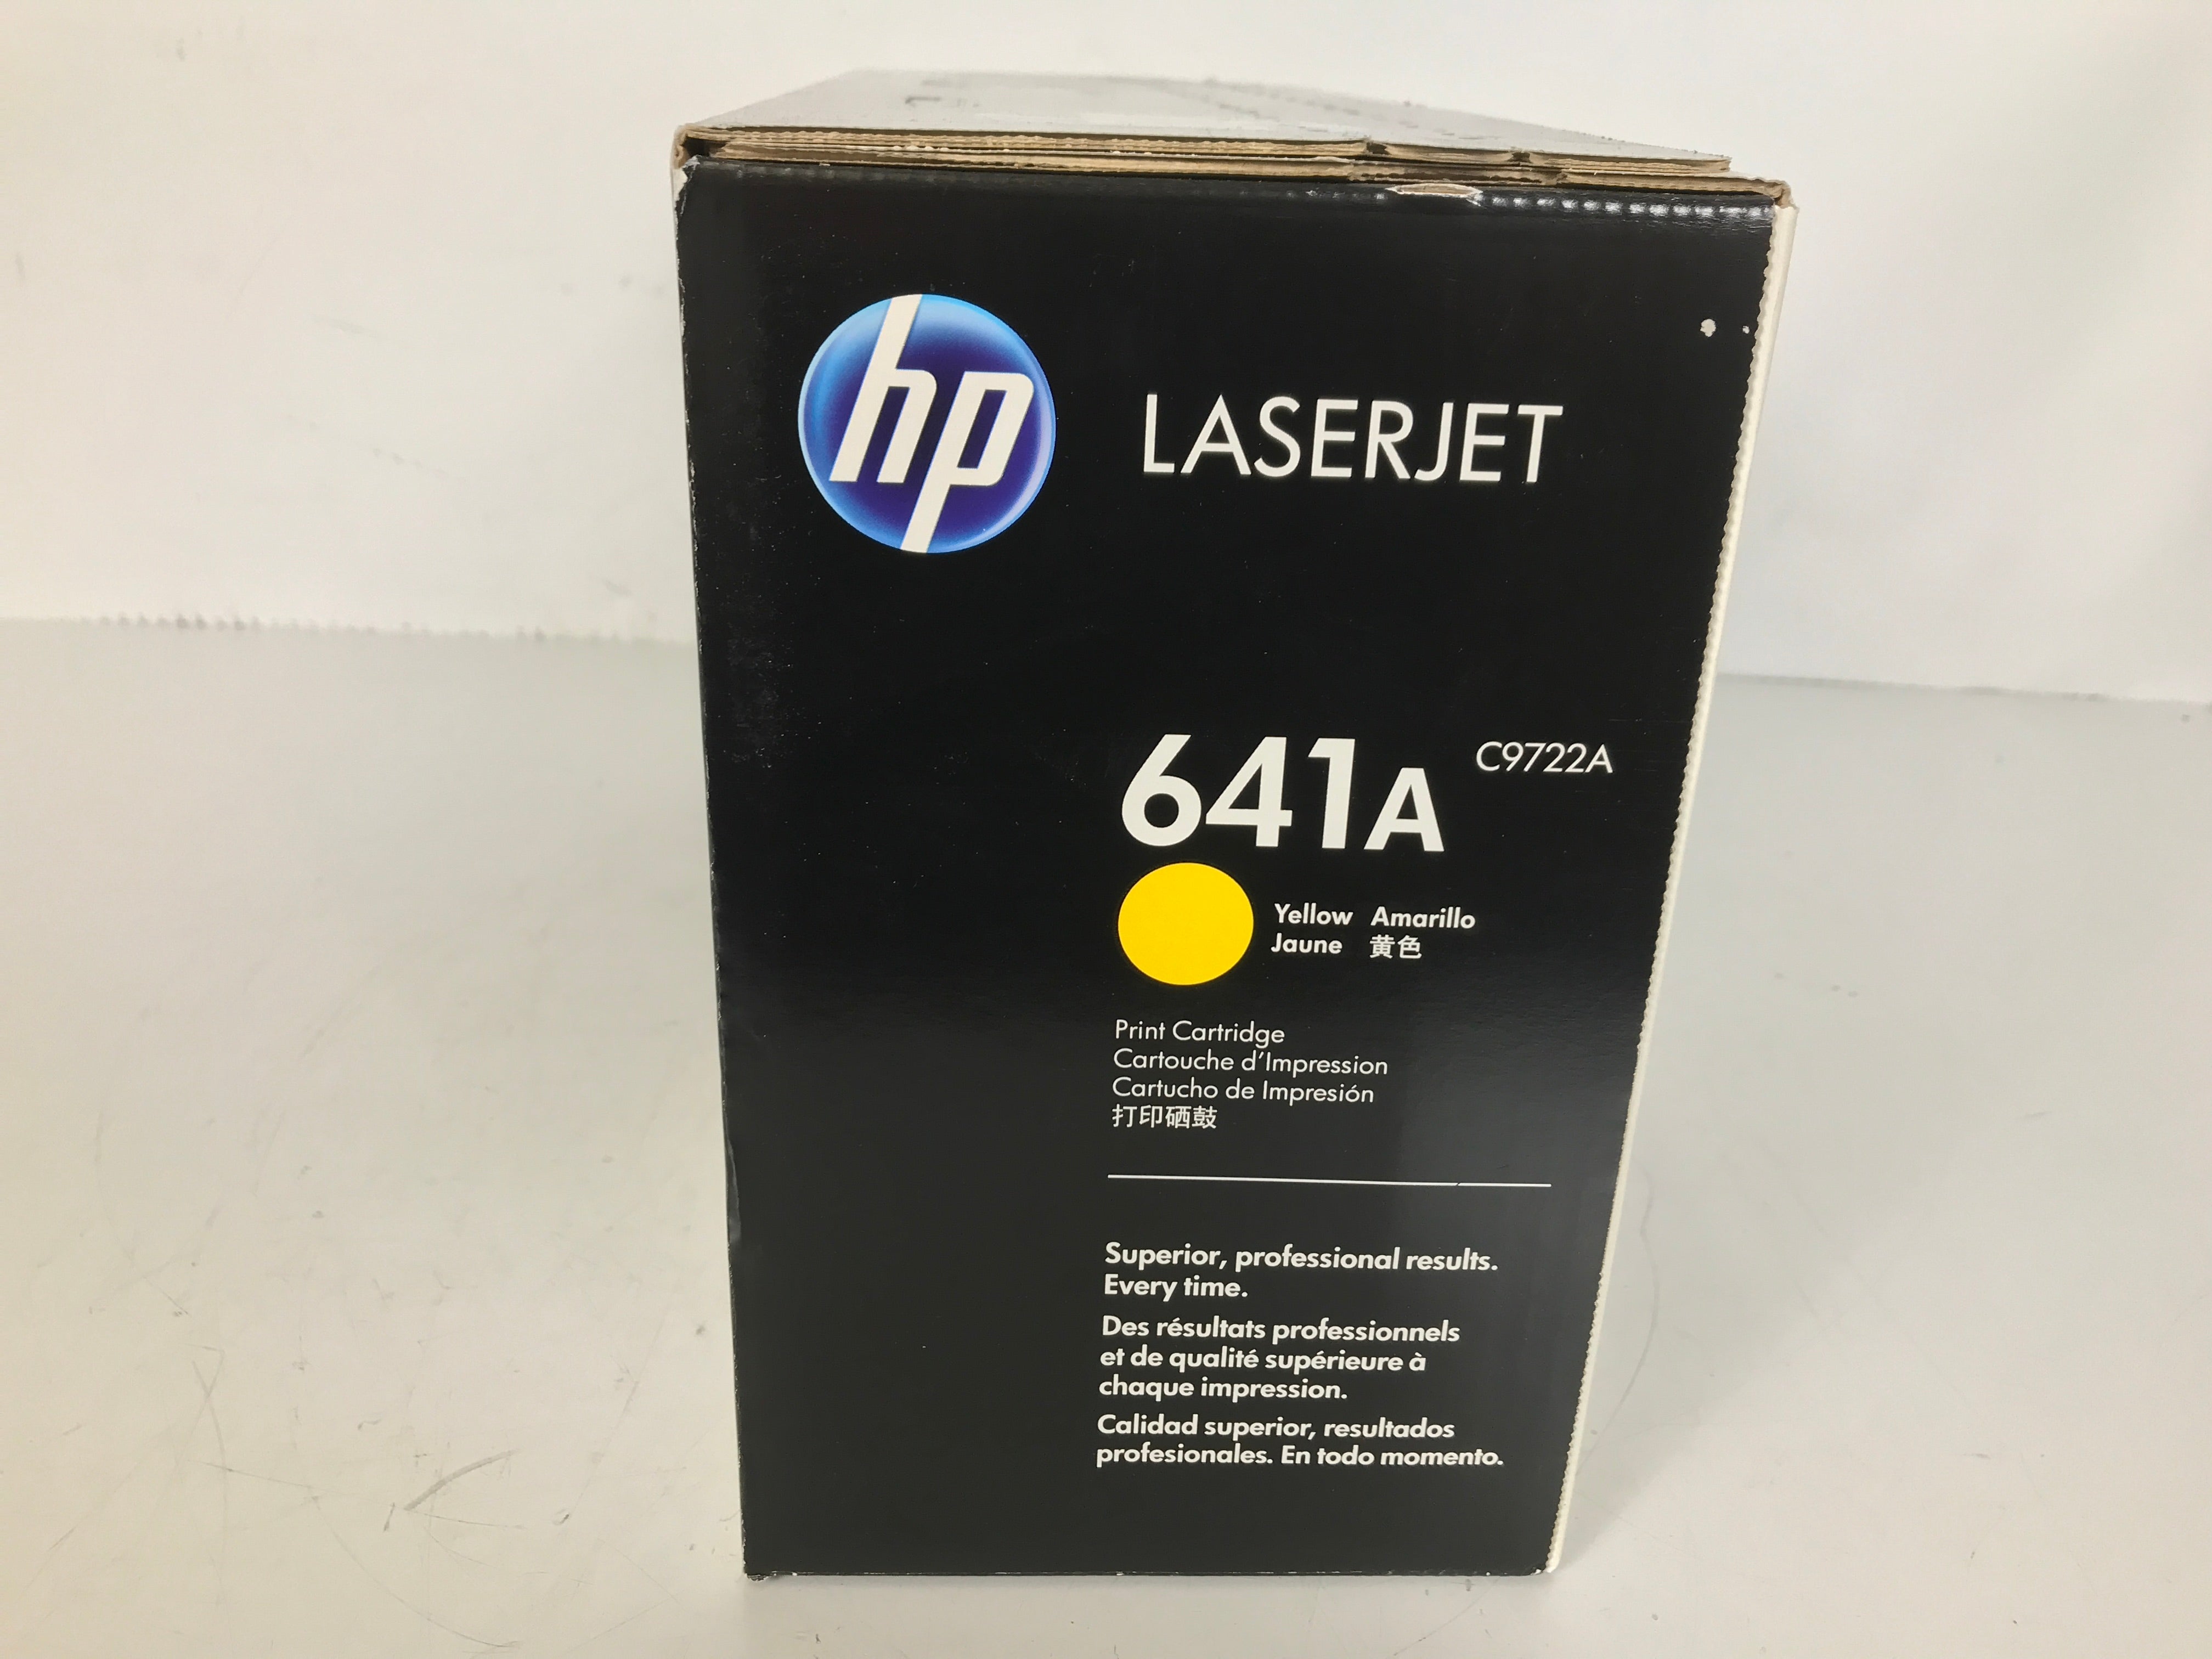 hp
LASERJET
641A C9722A
Yellow Amarillo
Jaune 黄色
Print Cartridge
Cartouche d'Impression
Cartucho de Impresión
打印硒鼓
Superior, professional results.
Every time.
Des résultats professionnels
et de qualité supérieure à
chaque impression.
Calidad superior, resultados
profesionales. En todo momento.